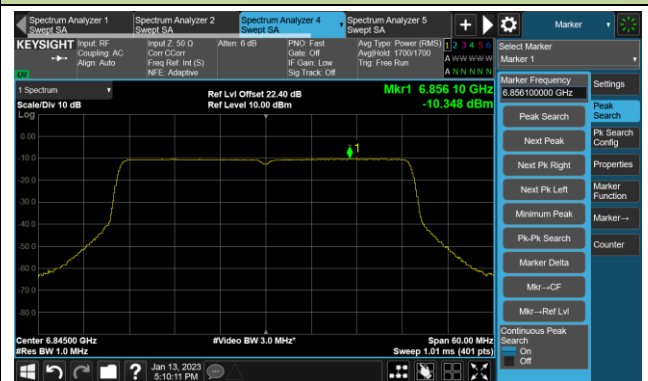 Spectrum Analyzer 1
Swept SA
Spectrum Analyzer 2
Swept SA
Spectrum Analyzer 4
Swept SA
Spectrum Analyzer 5
Swept SA
Marker
KEYSIGHT
Input: RF
Coupling: AC
Align: Auto
Input Z: 50 Ω
Corr CCorr
Freq Ref: Int (S)
NFE: Adaptive
Atten: 6 dB
PNO: Fast
Gate: Off
IF Gain: Low
Sig Track: Off
Avg Type: Power (RMS)
Avg|Hold: 1700/1700
Trig: Free Run
1 2 3 4 5 6
A W W W W W
A N N N N N
LXI
Select Marker
Marker 1
1 Spectrum
Scale/Div 10 dB
Log
Ref Lvl Offset 22.40 dB
Ref Level 10.00 dBm
Mkr1 6.856 10 GHz
-10.348 dBm
0.00
-10.0
-20.0
-30.0
-40.0
-50.0
-60.0
-70.0
-80.0
1
Center 6.84500 GHz
#Res BW 1.0 MHz
#Video BW 3.0 MHz*
Span 60.00 MHz
Sweep 1.01 ms (401 pts)
Marker Frequency
6.856100000 GHz
Peak Search
Next Peak
Next Pk Right
Next Pk Left
Minimum Peak
Pk-Pk Search
Marker Delta
Mkr→CF
Mkr→Ref Lvl
Continuous Peak
Search
On
Off
Settings
Peak
Search
Pk Search
Config
Properties
Marker
Function
Marker→
Counter
Jan 13, 2023
5:10:11 PM